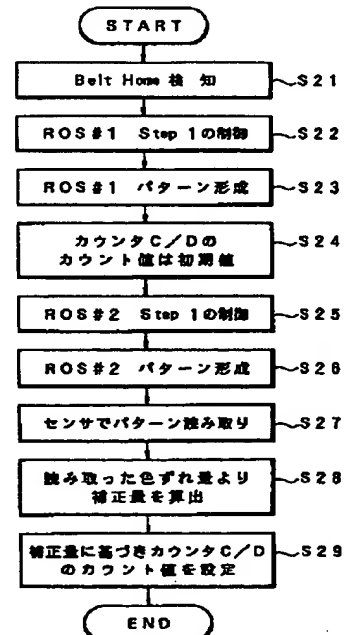 START
Belt Home 検 知
S21
ROS#1 Step 1の制御
S22
ROS#1 パターン形成
S23
カウンタC/Dの
カウント値は初期値
S24
ROS#2 Step 1の制御
S25
ROS#2 パターン形成
S26
センサでパターン読み取り
S27
読み取った色ずれ量より
補正量を算出
S28
補正量に基づきカウンタC/D
のカウント値を設定
S29
END